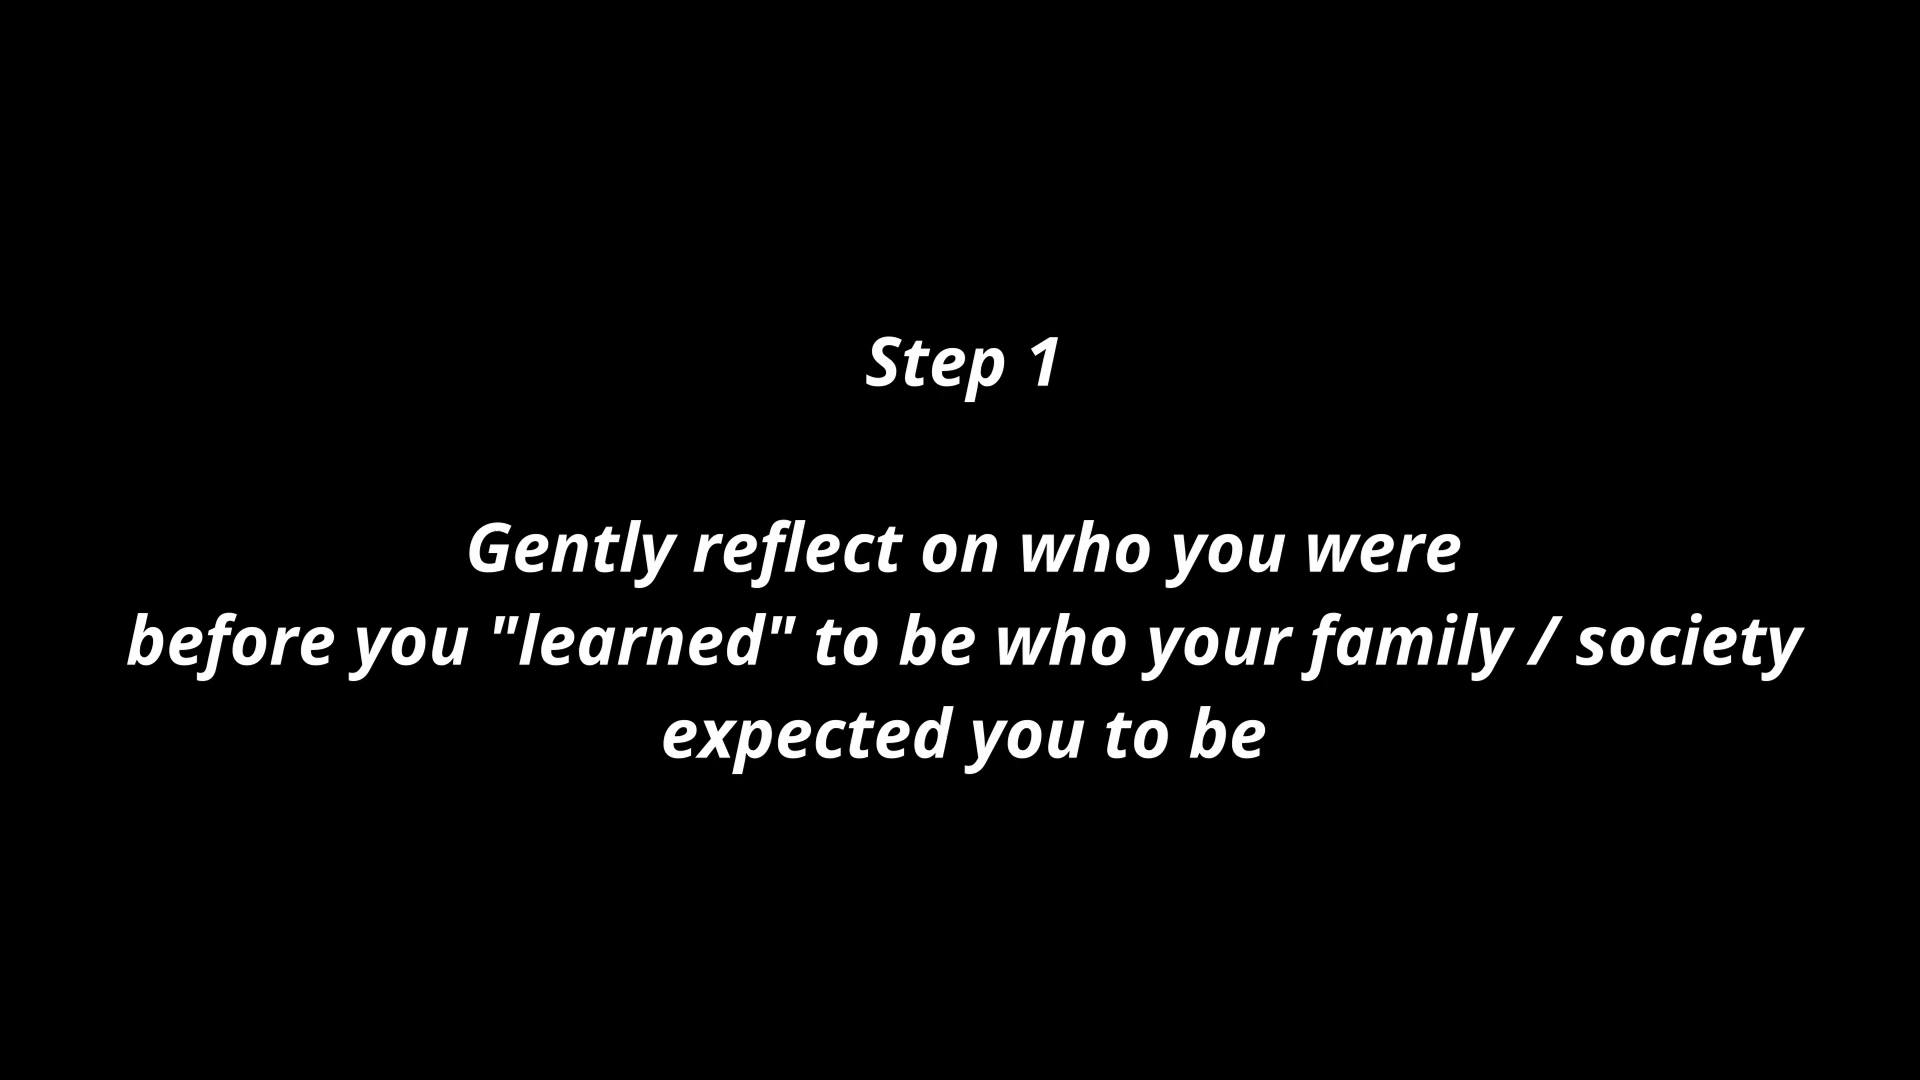 Step 1
Gently reflect on who you were
before you "learned" to be who your family / society
expected you to be